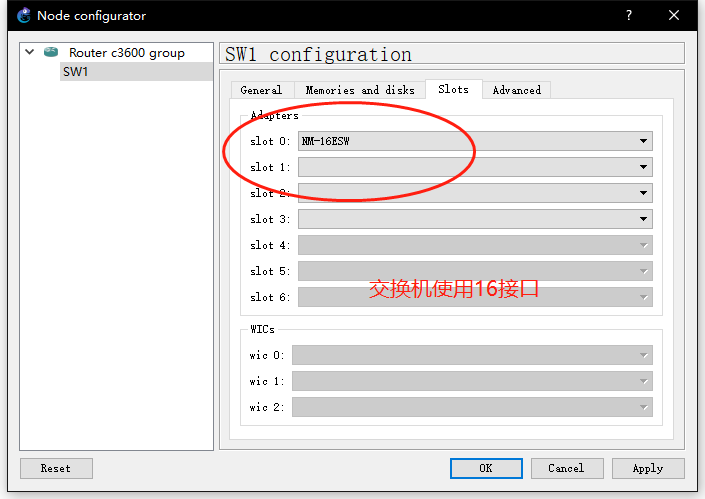 Node configurator
?
Router c3600 group
SW1
SW1 configuration
General
Memories and disks
Slots
Advanced
Adapters
slot 0:
NM-16ESW
slot 1:
slot 2:
slot 3:
slot 4:
slot 5:
slot 6:
交换机使用16接口
WICs
wic 0:
wic 1:
wic 2:
Reset
OK
Cancel
Apply